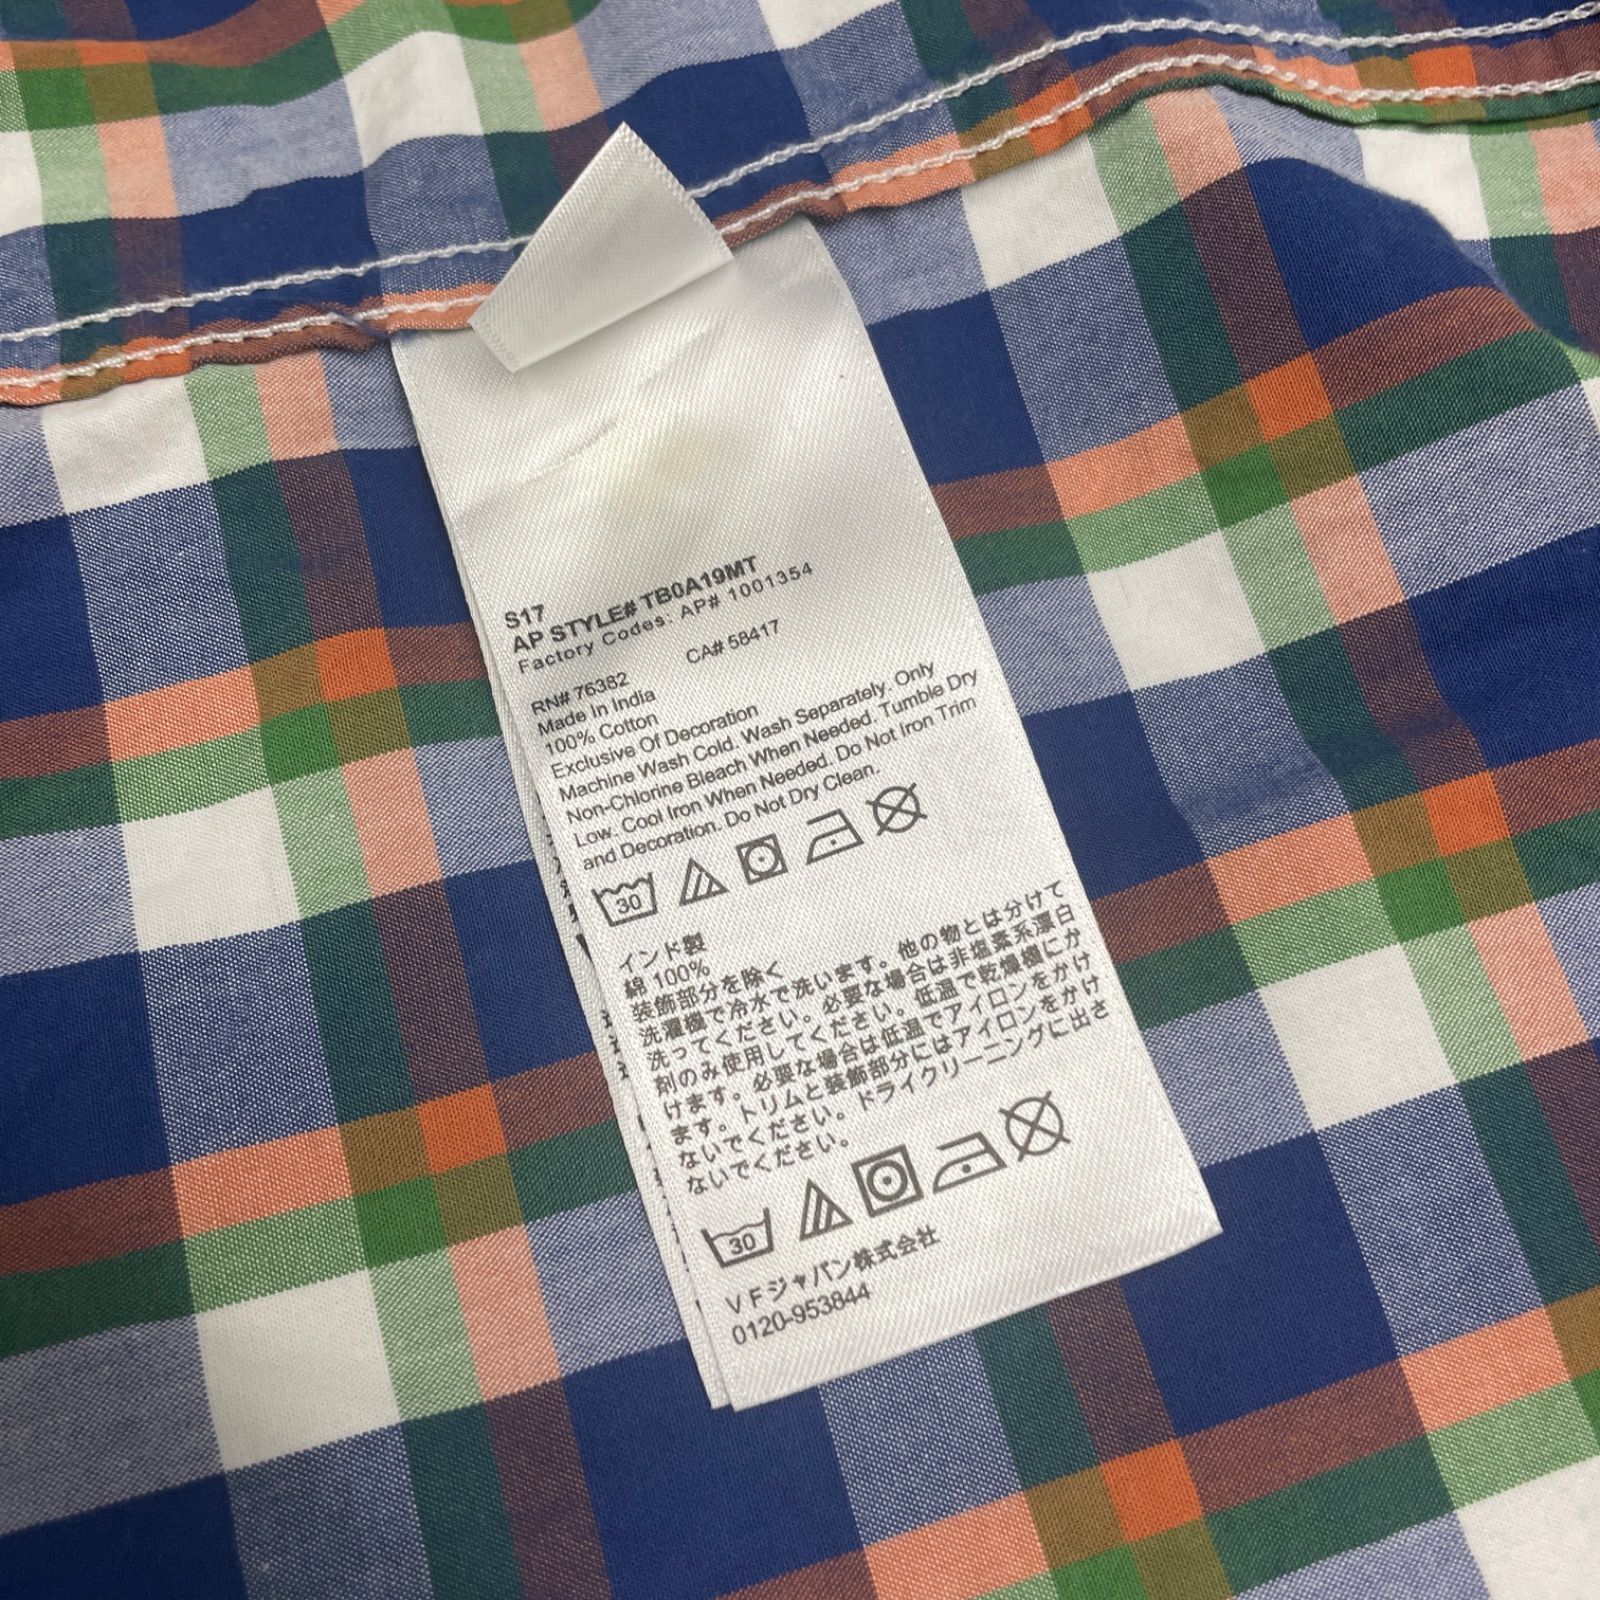 S17
AP STYLE# TB0A19MT
Factory Codes: AP# 1001354
CA# 58417
RN# 76382
Made In India
100% Cotton
Exclusive Of Decoration
Machine Wash Cold. Wash Separately. Only
Non-Chlorine Bleach When Needed. Tumble Dry
Low. Cool Iron When Needed. Do Not Iron Trim
and Decoration. Do Not Dry Clean.
30
インド製
綿 100%
装飾部分を除く
洗濯機で冷水で洗います。他の物とは分けて
洗ってください。必要な場合は非塩素系漂白
剤のみ使用してください。低温で乾燥機にか
けます。必要な場合は低温でアイロンをかけ
ます。トリムと装飾部分にはアイロンをかけ
ないでください。ドライクリーニングに出さ
ないでください。
30
VFジャパン株式会社
0120-953844